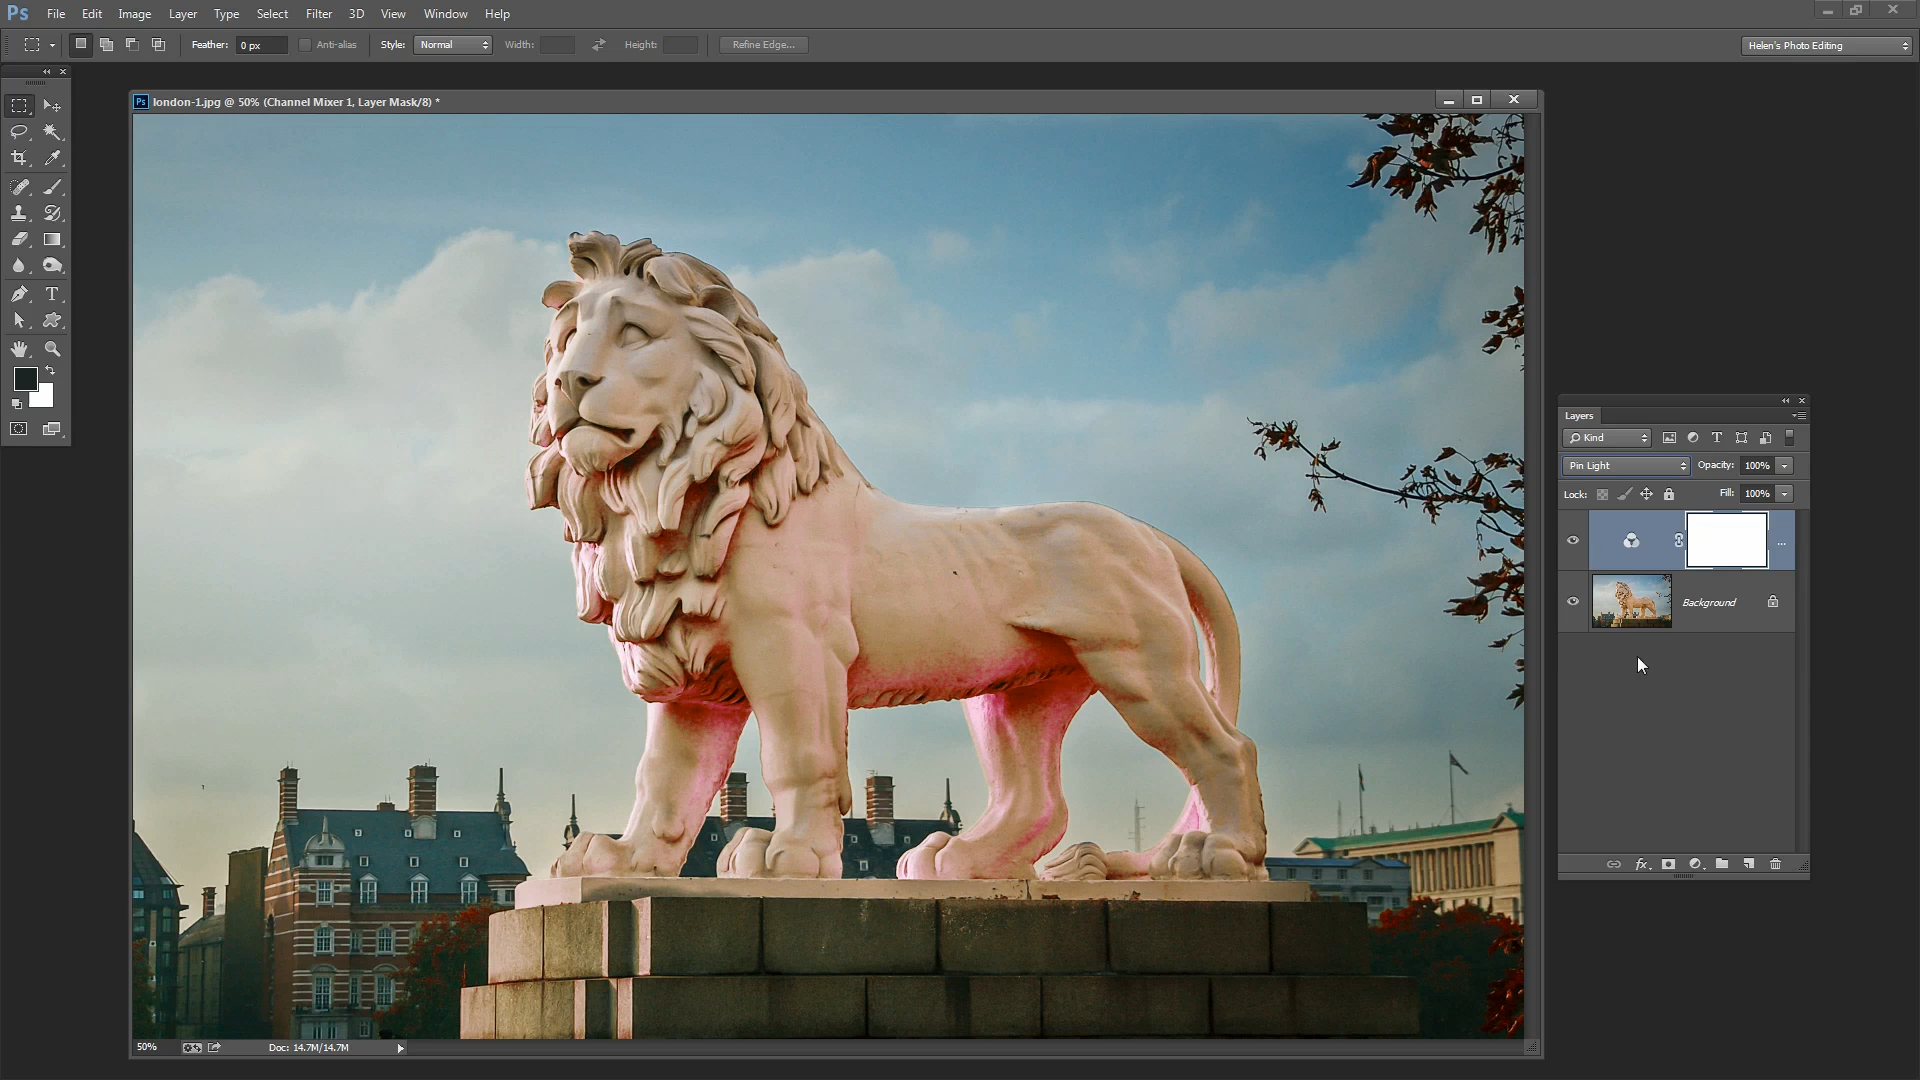 Ps File Edit Image Layer Type Select Filter 3D View Window Help
Feather: 0 px Anti-alias Style: Normal Width: Height: Refine Edge... Helen's Photo Editing
Ps london-1.jpg @ 50% (Channel Mixer 1, Layer Mask/8) *
Layers
Kind T
Pin Light Opacity: 100%
Lock: Fill: 100%
...
Background
fx
T
50% Doc: 14.7M/14.7M